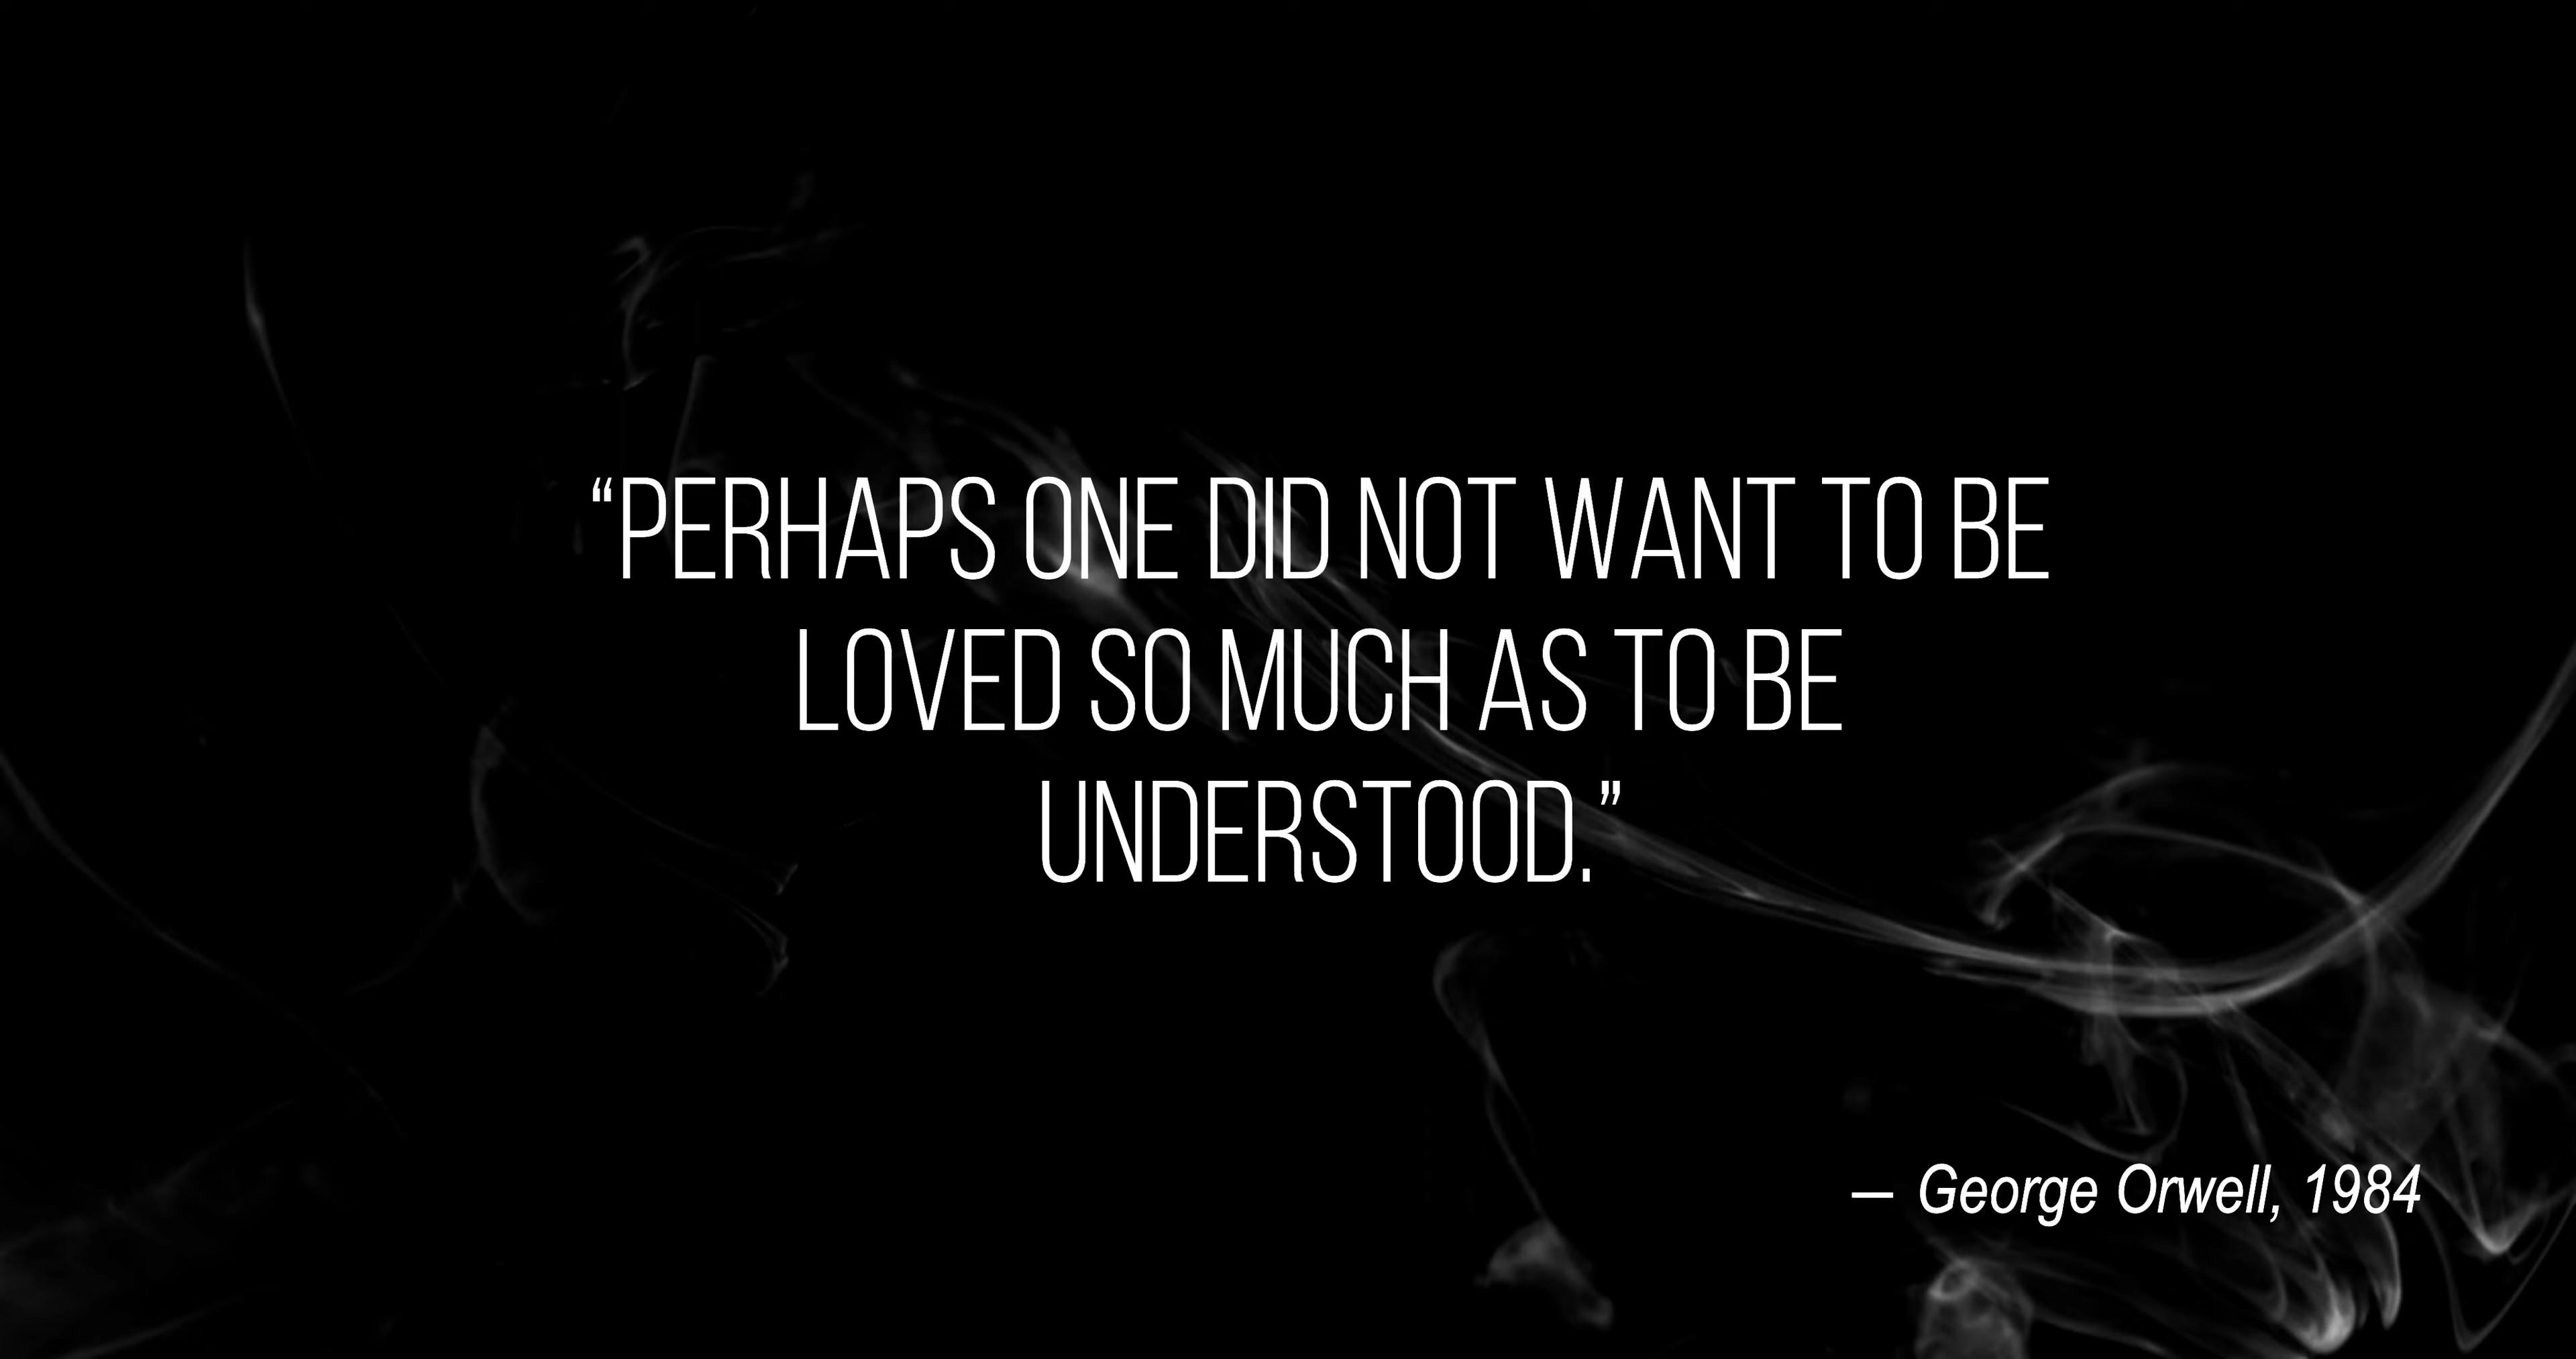 “PERHAPS ONE DID NOT WANT TO BE
LOVED SO MUCH AS TO BE
UNDERSTOOD.”
— George Orwell, 1984